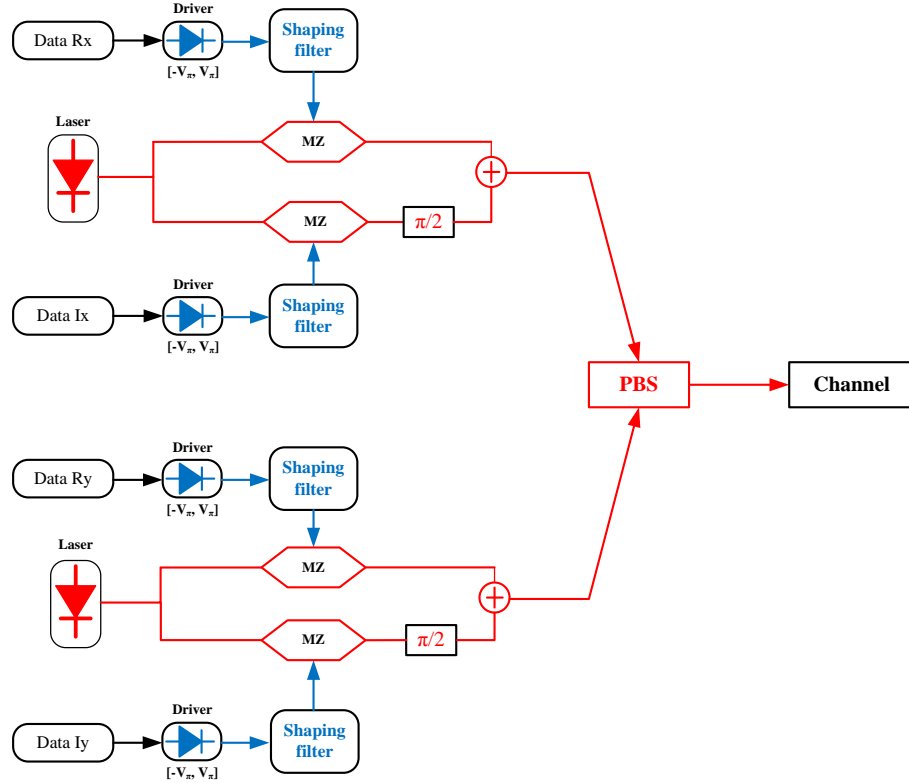 Data Rx
Driver
[-Vπ, Vπ]
Shaping
filter
Laser
MZ
MZ
π/2
Data Ix
Driver
[-Vπ, Vπ]
Shaping
filter
PBS
Channel
Data Ry
Driver
[-Vπ, Vπ]
Shaping
filter
Laser
MZ
MZ
π/2
Data Iy
Driver
[-Vπ, Vπ]
Shaping
filter